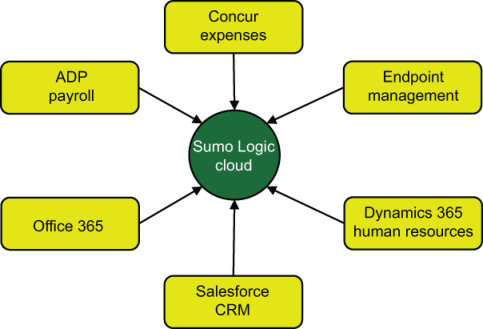 Concur
expenses
ADP
payroll
Endpoint
management
Sumo Logic
cloud
Office 365
Dynamics 365
human resources
Salesforce
CRM